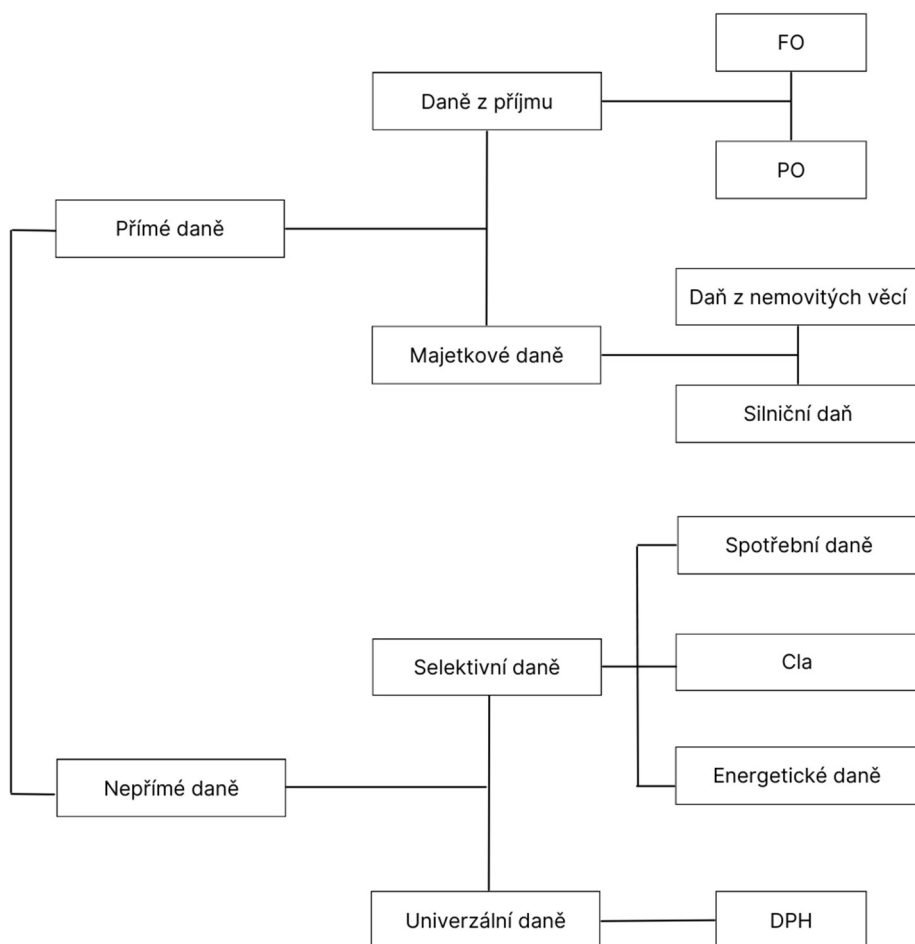 FO
Daně z příjmu
PO
Přímé daně
Daň z nemovitých věcí
Majetkové daně
Silniční daň
Spotřební daně
Selektivní daně
Cla
Energetické daně
Nepřímé daně
Univerzální daně
DPH